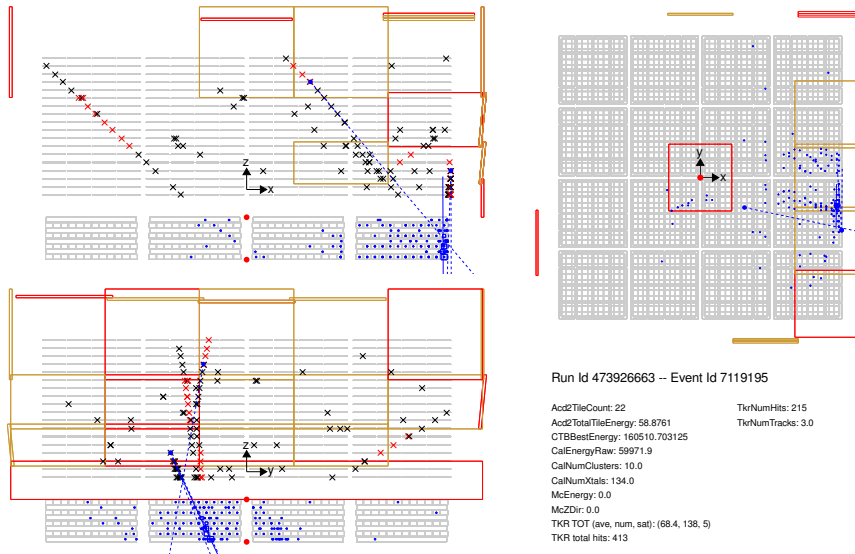 z
x
y
x
z
y
Run Id 473926663 -- Event Id 7119195
Acd2TileCount: 22 TkrNumHits: 215
Acd2TotalTileEnergy: 58.8761 TkrNumTracks: 3.0
CTBBestEnergy: 160510.703125
CalEnergyRaw: 59971.9
CalNumClusters: 10.0
CalNumXtals: 134.0
McEnergy: 0.0
McZDir: 0.0
TKR TOT (ave, num, sat): (68.4, 138, 5)
TKR total hits: 413